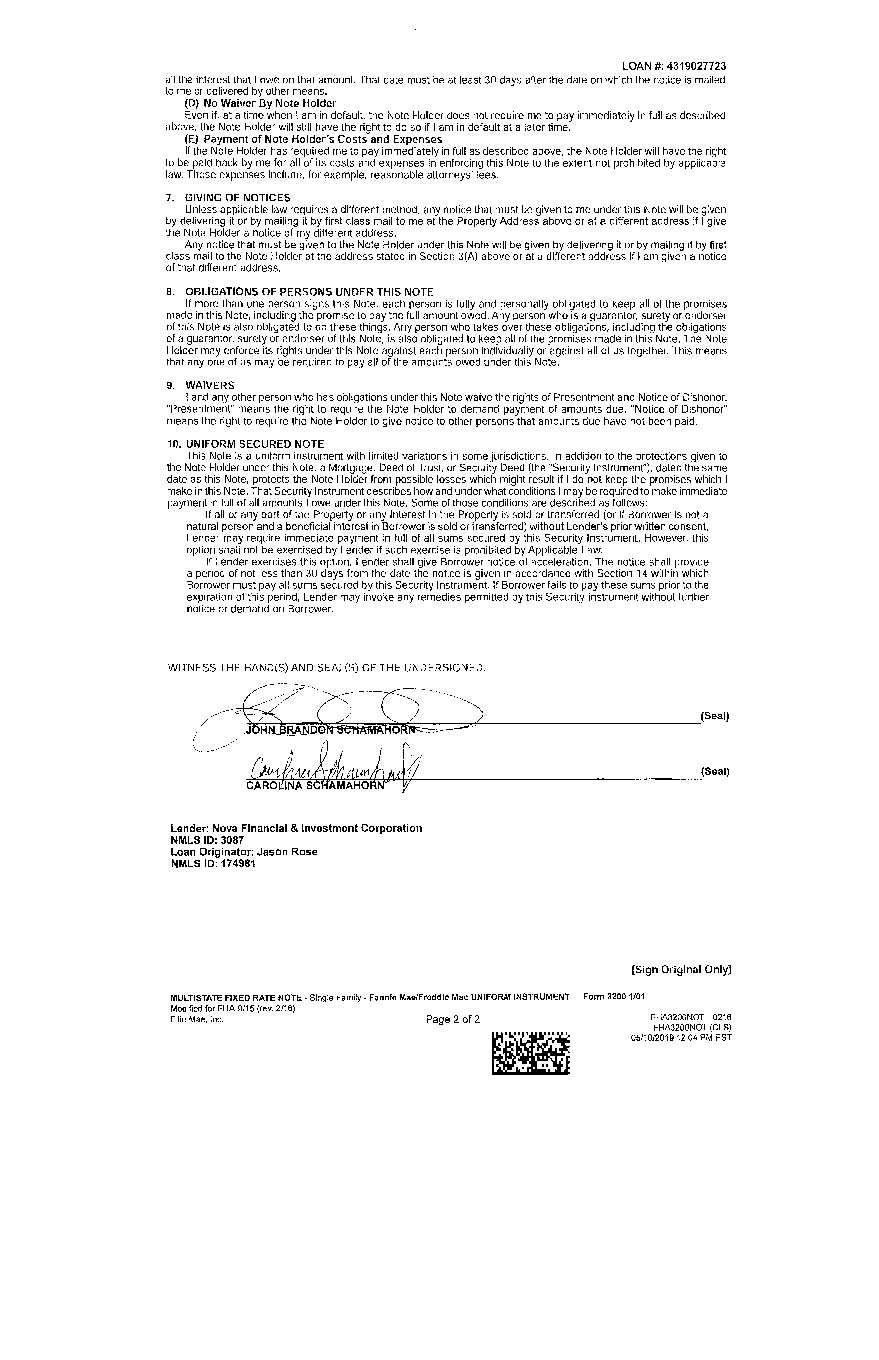 LOAN #: 4319027723
all the interest that I owe on that amount. That date must be at least 30 days after the date on which the notice is mailed
to me or delivered by other means.
(D) No Waiver By Note Holder
Even if, at a time when I am in default, the Note Holder does not require me to pay immediately in full as described
above, the Note Holder will still have the right to do so if I am in default at a later time.
(E) Payment of Note Holder's Costs and Expenses
If the Note Holder has required me to pay immediately in full as described above, the Note Holder will have the right
to be paid back by me for all of its costs and expenses in enforcing this Note to the extent not prohibited by applicable
law. Those expenses include, for example, reasonable attorneys' fees.
7. GIVING OF NOTICES
Unless applicable law requires a different method, any notice that must be given to me under this Note will be given
by delivering it or by mailing it by first class mail to me at the Property Address above or at a different address if I give
the Note Holder a notice of my different address.
Any notice that must be given to the Note Holder under this Note will be given by delivering it or by mailing it by first
class mail to the Note Holder at the address stated in Section 3(A) above or at a different address if I am given a notice
of that different address.
8. OBLIGATIONS OF PERSONS UNDER THIS NOTE
If more than one person signs this Note, each person is fully and personally obligated to keep all of the promises
made in this Note, including the promise to pay the full amount owed. Any person who is a guarantor, surety or endorser
of this Note is also obligated to do these things. Any person who takes over these obligations, including the obligations
of a guarantor, surety or endorser of this Note, is also obligated to keep all of the promises made in this Note. The Note
Holder may enforce its rights under this Note against each person individually or against all of us together. This means
that any one of us may be required to pay all of the amounts owed under this Note.
9. WAIVERS
I and any other person who has obligations under this Note waive the rights of Presentment and Notice of Dishonor.
"Presentment" means the right to require the Note Holder to demand payment of amounts due. "Notice of Dishonor"
means the right to require the Note Holder to give notice to other persons that amounts due have not been paid.
10. UNIFORM SECURED NOTE
This Note is a uniform instrument with limited variations in some jurisdictions. In addition to the protections given to
the Note Holder under this Note, a Mortgage, Deed of Trust, or Security Deed (the "Security Instrument"), dated the same
date as this Note, protects the Note Holder from possible losses which might result if I do not keep the promises which I
make in this Note. That Security Instrument describes how and under what conditions I may be required to make immediate
payment in full of all amounts I owe under this Note. Some of those conditions are described as follows:
If all or any part of the Property or any Interest in the Property is sold or transferred (or if Borrower is not a
natural person and a beneficial interest in Borrower is sold or transferred) without Lender's prior written consent,
Lender may require immediate payment in full of all sums secured by this Security Instrument. However, this
option shall not be exercised by Lender if such exercise is prohibited by Applicable Law.
If Lender exercises this option, Lender shall give Borrower notice of acceleration. The notice shall provide
a period of not less than 30 days from the date the notice is given in accordance with Section 14 within which
Borrower must pay all sums secured by this Security Instrument. If Borrower fails to pay these sums prior to the
expiration of this period, Lender may invoke any remedies permitted by this Security Instrument without further
notice or demand on Borrower.
WITNESS THE HAND(S) AND SEAL(S) OF THE UNDERSIGNED.
(Seal)
JOHN BRANDON SCHAMAHORN
Carolina Schamahorn
(Seal)
CAROLINA SCHAMAHORN
Lender: Nova Financial & Investment Corporation
NMLS ID: 3087
Loan Originator: Jason Rose
NMLS ID: 174981
[Sign Original Only]
MULTISTATE FIXED RATE NOTE - Single Family - Fannie Mae/Freddie Mac UNIFORM INSTRUMENT Form 3200 1/01
Modified for FHA 9/15 (rev. 2/16)
Ellie Mae, Inc.
Page 2 of 2
FHA3200NOT 0216
FHA3200NOT (CLS)
05/10/2019 12:04 PM PST